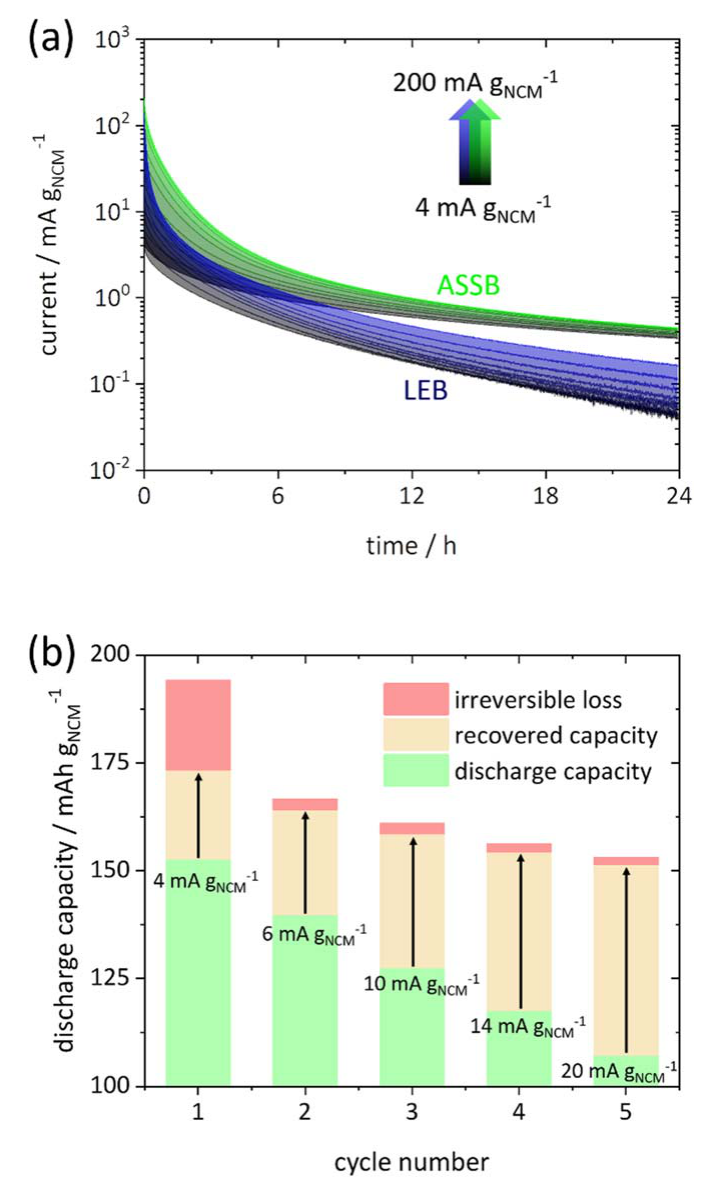 (a)
10³
10²
10¹
10⁰
10⁻¹
10⁻²
current / mA g_NCM⁻¹
200 mA g_NCM⁻¹
4 mA g_NCM⁻¹
ASSB
LEB
0 6 12 18 24
time / h
(b)
200
175
150
125
100
discharge capacity / mAh g_NCM⁻¹
irreversible loss
recovered capacity
discharge capacity
4 mA g_NCM⁻¹
6 mA g_NCM⁻¹
10 mA g_NCM⁻¹
14 mA g_NCM⁻¹
20 mA g_NCM⁻¹
1 2 3 4 5
cycle number